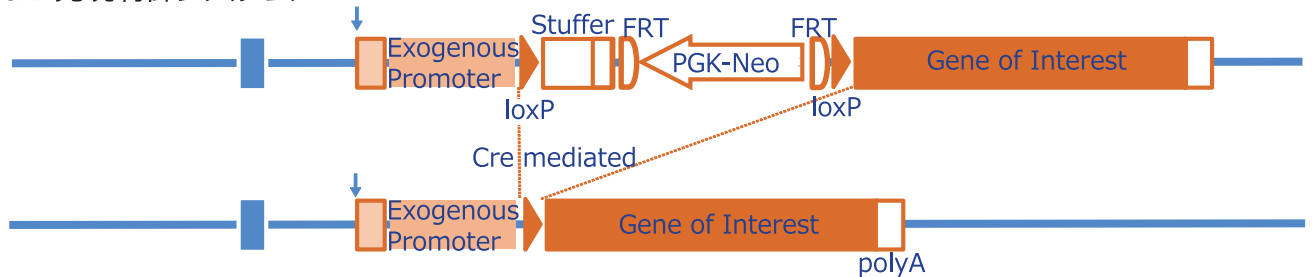 Stuffer FRT FRT
Exogenous
Promoter
PGK-Neo
Gene of Interest
loxP loxP
Cre mediated
Exogenous
Promoter
Gene of Interest
polyA